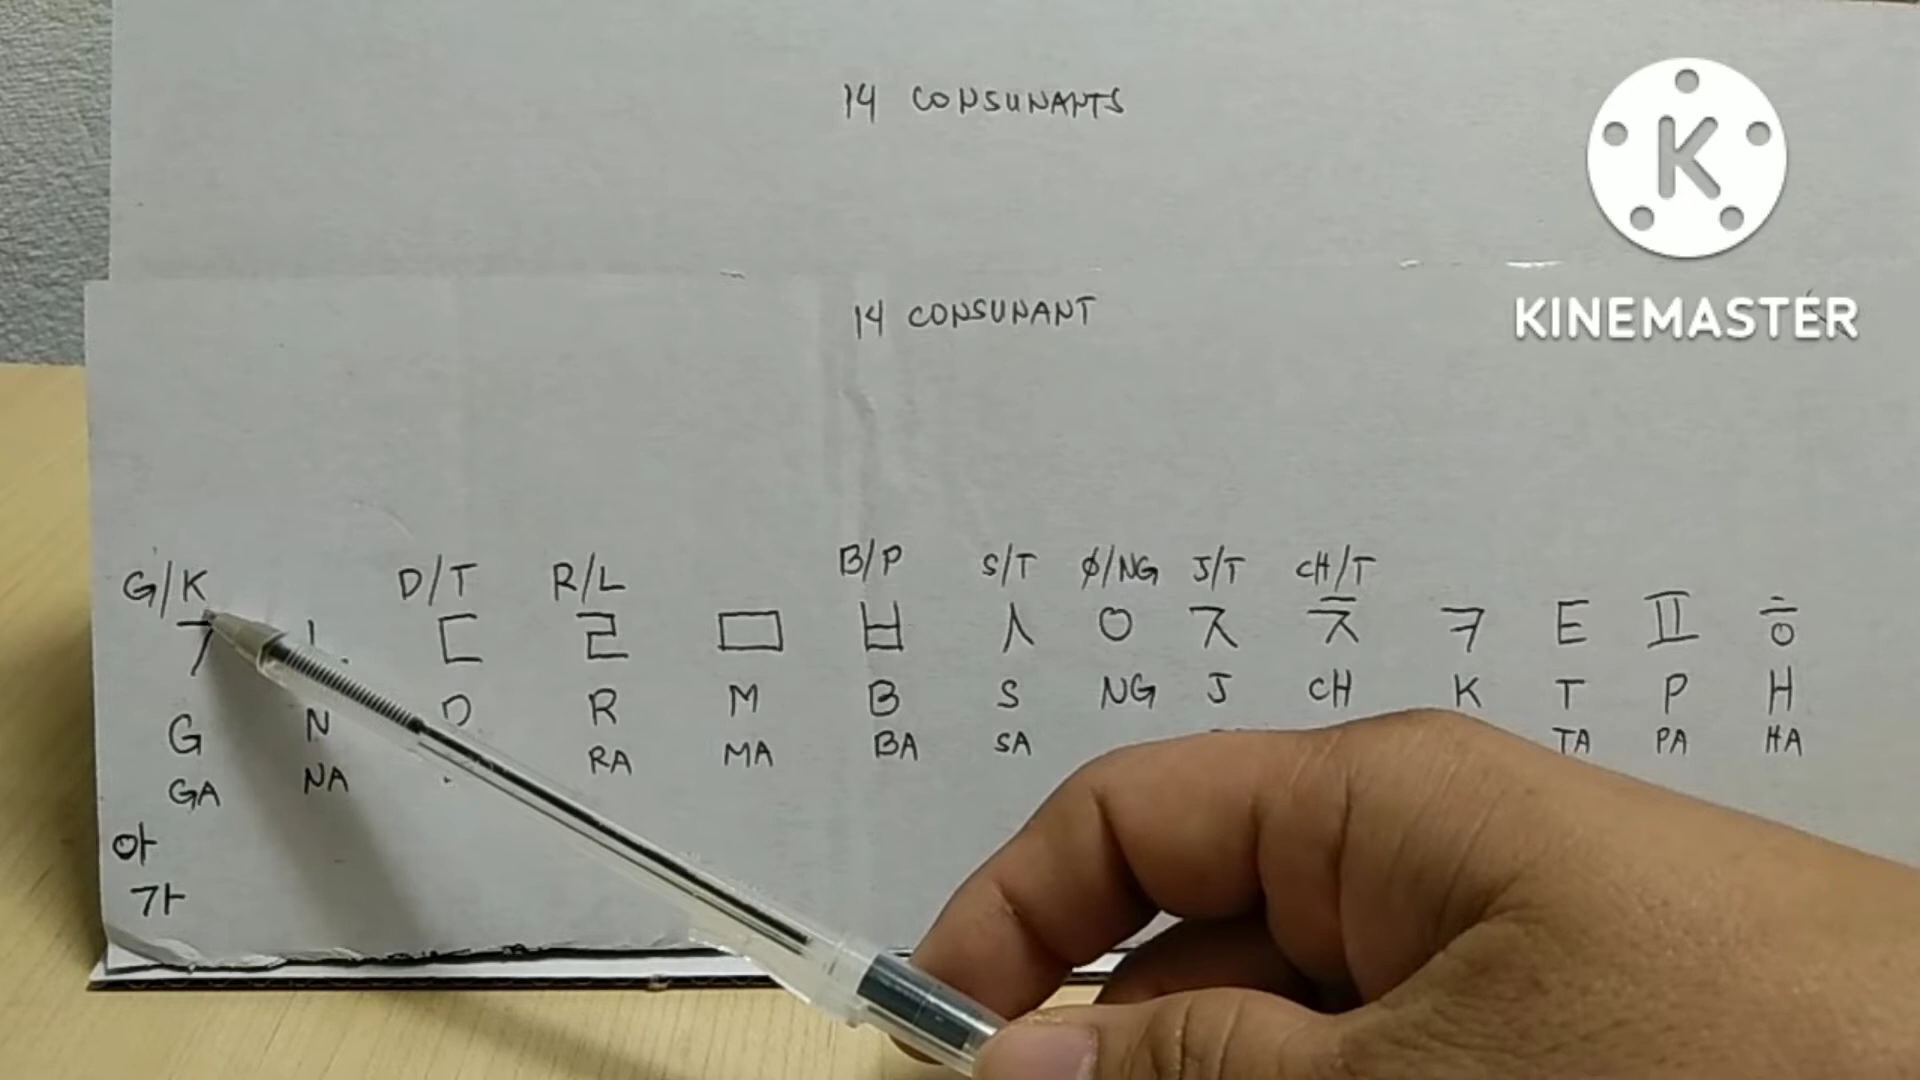 14 CONSUNANTS
KINEMASTER
14 CONSUNANT
G/K D/T R/L B/P S/T Ø/NG J/T CH/T
ㄱ ㄷ ㄹ ㅁ ㅂ ㅅ ㅇ ㅈ ㅊ ㅋ ㅌ ㅍ ㅎ
G N D R M B S NG J CH K T P H
GA NA RA MA BA SA TA PA HA
아
가